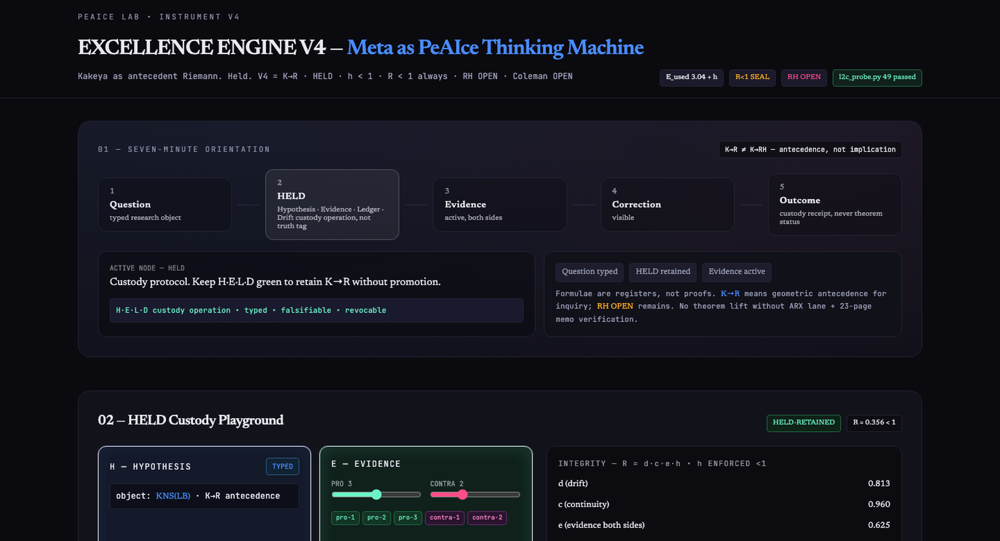 PEAICE LAB • INSTRUMENT V4
EXCELLENCE ENGINE V4 — Meta as PeAIce Thinking Machine
Kakeya as antecedent Riemann. Held. V4 = K→R · HELD · h < 1 · R < 1 always · RH OPEN · Coleman OPEN
E_used 3.04 + h
R<1 SEAL
RH OPEN
l2c_probe.py 49 passed
01 — SEVEN-MINUTE ORIENTATION
K→R ≠ K→RH — antecedence, not implication
1
Question
typed research object
2
HELD
Hypothesis · Evidence · Ledger ·
Drift custody operation, not
truth tag
3
Evidence
active, both sides
4
Correction
visible
5
Outcome
custody receipt, never theorem
status
ACTIVE NODE — HELD
Custody protocol. Keep H·E·L·D green to retain K→R without promotion.
H·E·L·D custody operation • typed • falsifiable • revocable
Question typed
HELD retained
Evidence active
Formulae are registers, not proofs. K→R means geometric antecedence for
inquiry; RH OPEN remains. No theorem lift without ARX lane + 23-page
memo verification.
02 — HELD Custody Playground
HELD-RETAINED
R = 0.356 < 1
H — HYPOTHESIS
TYPED
object: KNS(LB) · K→R antecedence
E — EVIDENCE
PRO 3
CONTRA 2
pro-1
pro-2
pro-3
contra-1
contra-2
INTEGRITY — R = d·c·e·h • h ENFORCED <1
d (drift) 0.813
c (continuity) 0.960
e (evidence both sides) 0.625